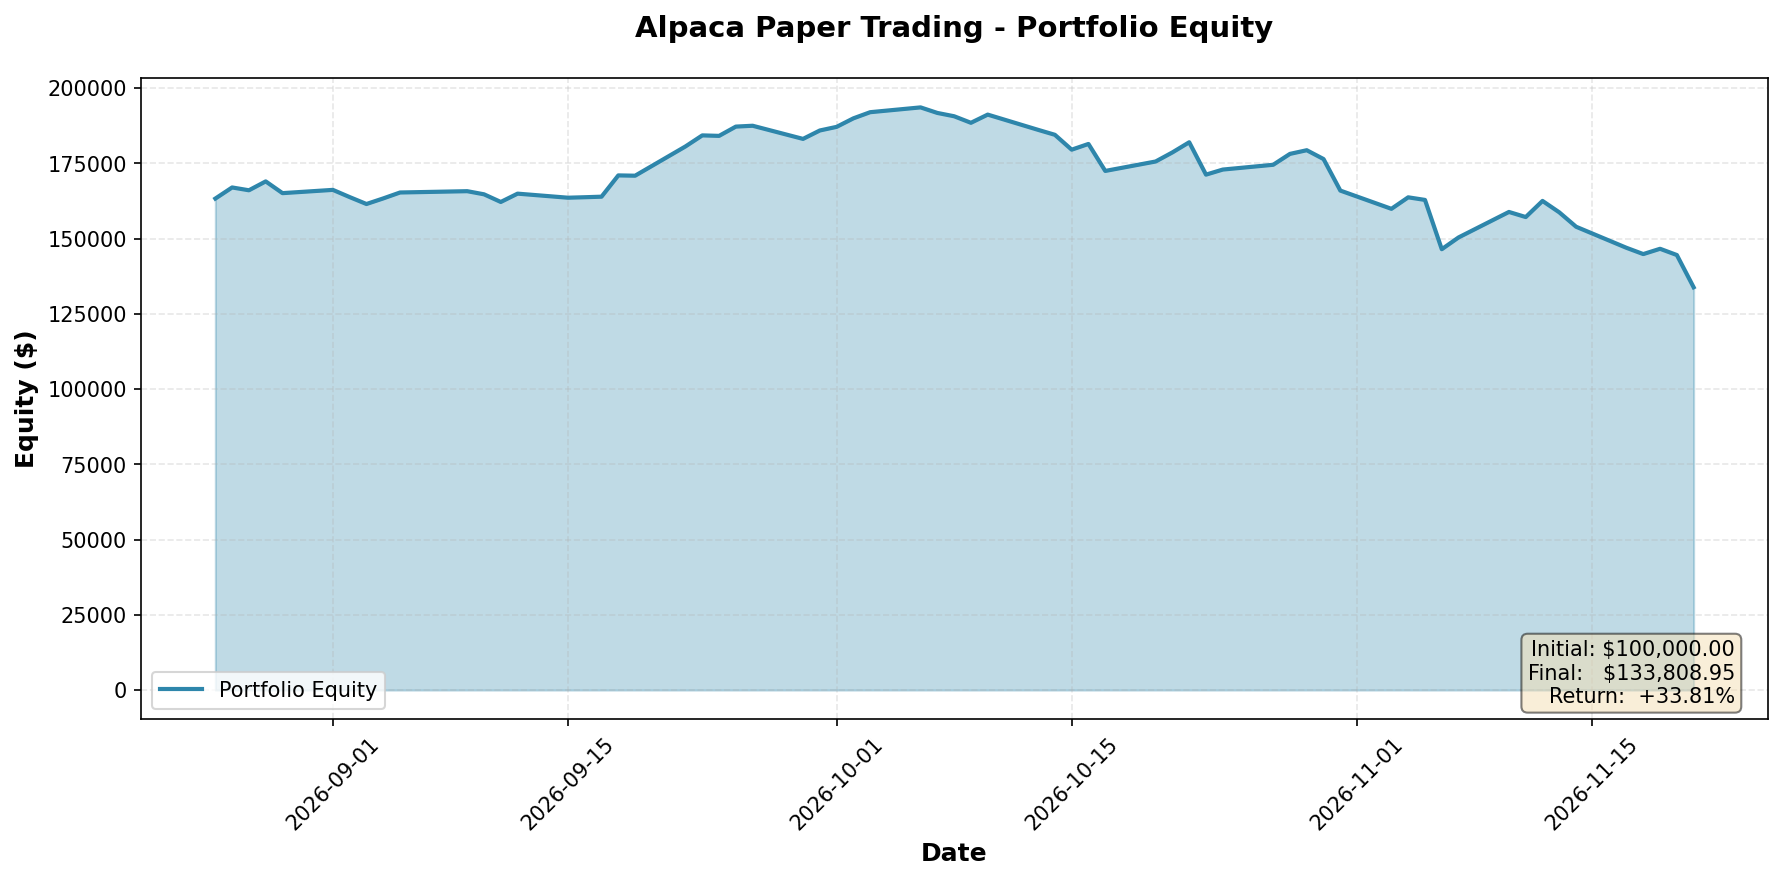 Alpaca Paper Trading - Portfolio Equity
Equity ($)
200000
175000
150000
125000
100000
75000
50000
25000
0
Portfolio Equity
Initial: $100,000.00
Final: $133,808.95
Return: +33.81%
2026-09-01
2026-09-15
2026-10-01
2026-10-15
2026-11-01
2026-11-15
Date